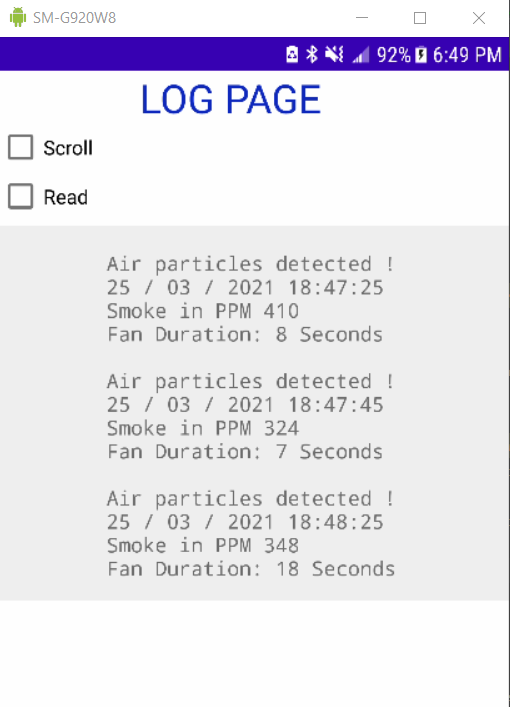 SM-G920W8
92% 6:49 PM
LOG PAGE
Scroll
Read
Air particles detected !
25 / 03 / 2021 18:47:25
Smoke in PPM 410
Fan Duration: 8 Seconds
Air particles detected !
25 / 03 / 2021 18:47:45
Smoke in PPM 324
Fan Duration: 7 Seconds
Air particles detected !
25 / 03 / 2021 18:48:25
Smoke in PPM 348
Fan Duration: 18 Seconds